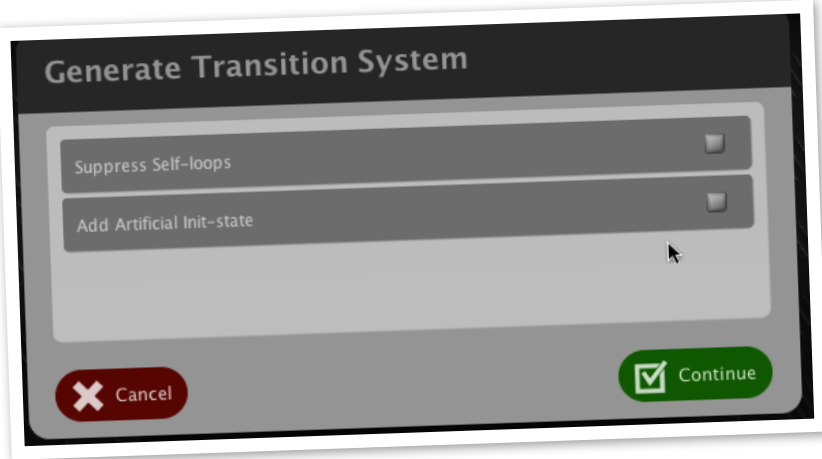 Generate Transition System
Suppress Self-loops
Add Artificial Init-state
Cancel
Continue